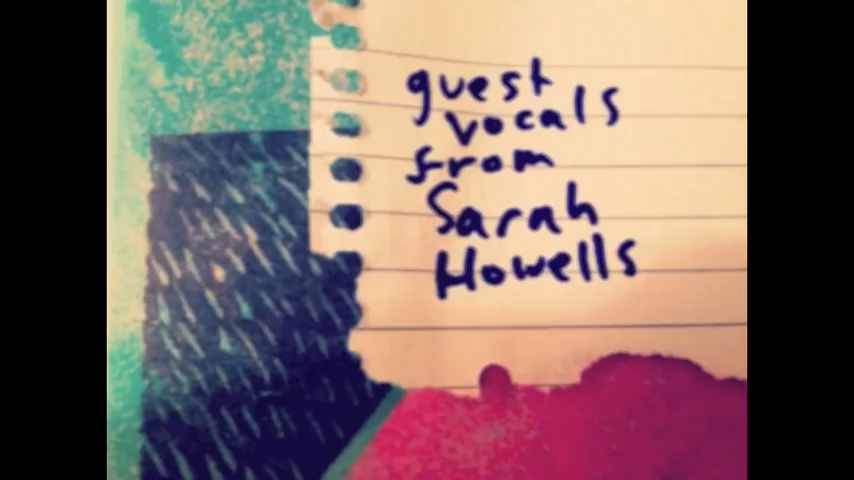 guest
vocals
from
Sarah
Howells